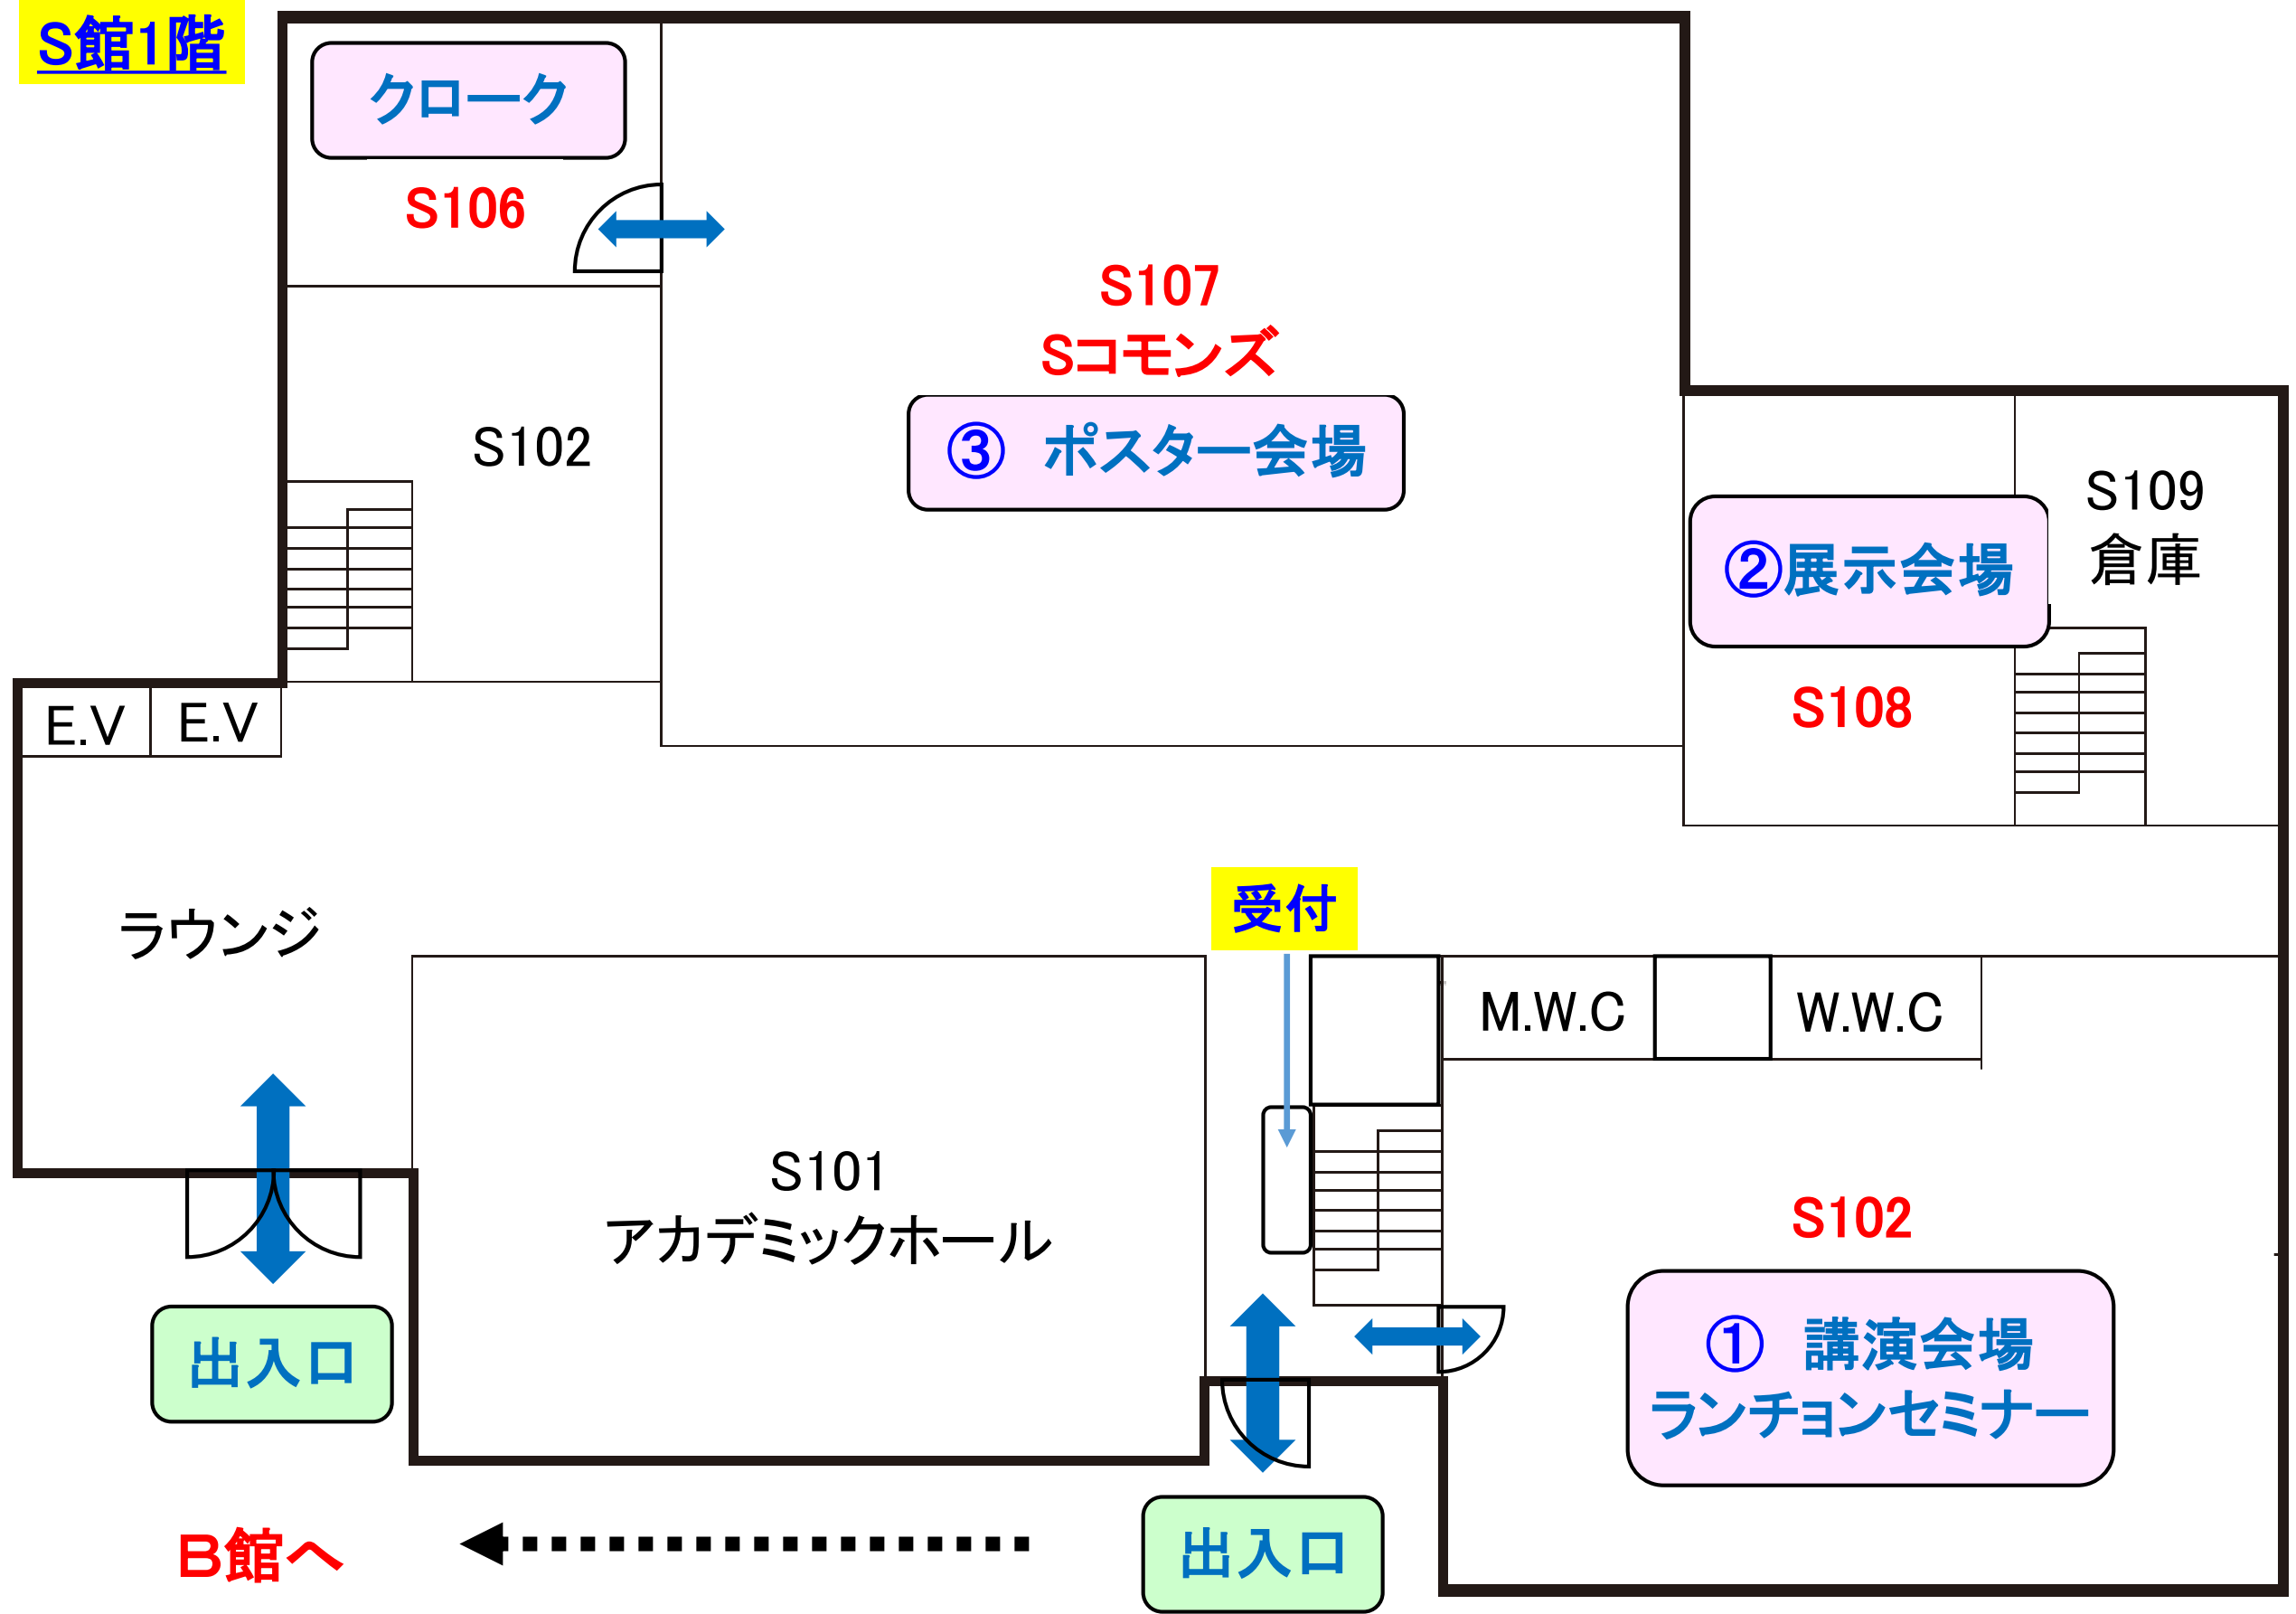 S館1階
クローク
S106
S107
Sコモンズ
③ ポスター会場
S102
S109
倉庫
②展示会場
S108
E.V
E.V
受付
ラウンジ
M.W.C
W.W.C
S101
アカデミックホール
S102
① 講演会場
ランチョンセミナー
出入口
出入口
B館へ